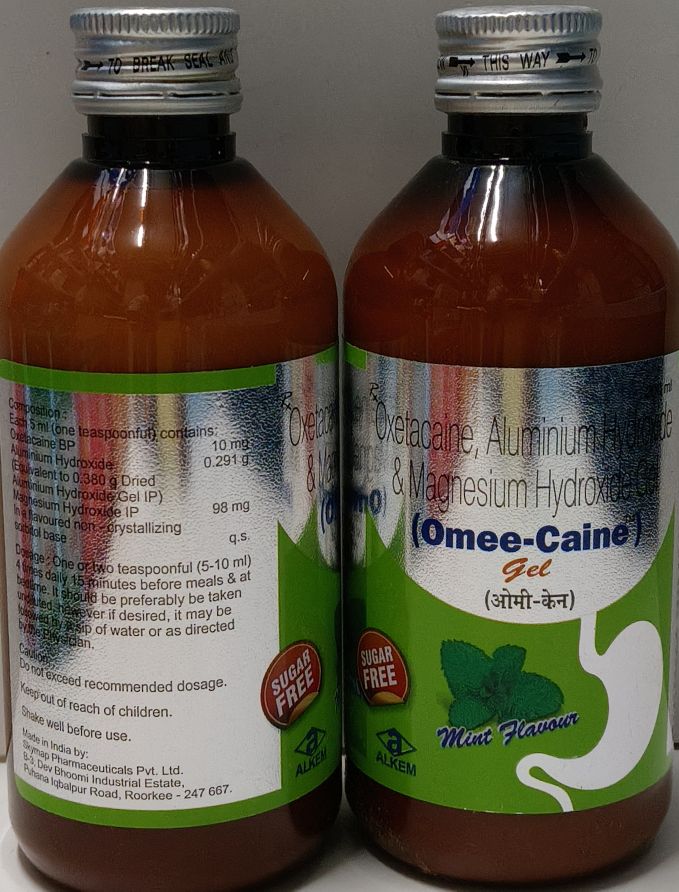 TO BREAK SEAL AND
Composition :
Each 5 ml (one teaspoonful) contains:
Oxetacaine BP 10 mg
Aluminium Hydroxide 0.291 g
(Equivalent to 0.380 g Dried
Aluminium Hydroxide Gel IP)
Magnesium Hydroxide IP 98 mg
In a flavoured non - crystallizing
sorbitol base q.s.
Dosage : One or two teaspoonful (5-10 ml)
4 times daily 15 minutes before meals & at
bedtime. It should be preferably be taken
undiluted, however if desired, it may be
followed by a sip of water or as directed
by the physician.
Caution:
Do not exceed recommended dosage.
Keep out of reach of children.
Shake well before use.
Made in India by:
Skymap Pharmaceuticals Pvt. Ltd.
B-3, Dev Bhoomi Industrial Estate,
Puhana Iqbalpur Road, Roorkee - 247 667.
SUGAR
FREE
ALKEM
THIS WAY TO
Rx
Oxetacaine, Aluminium Hydroxide
& Magnesium Hydroxide Gel
(Omee-Caine)
Gel
(ओमी-केन)
SUGAR
FREE
Mint Flavour
ALKEM